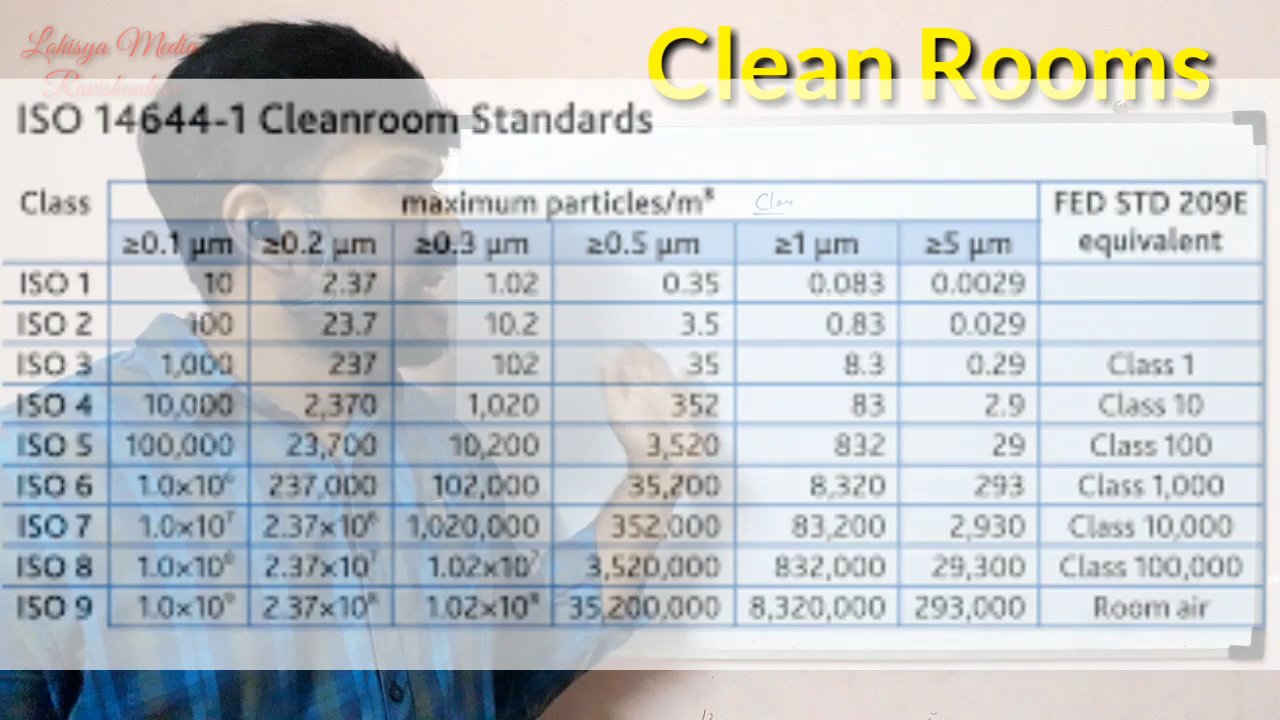 Lohisya Media
Ravishankar
Clean Rooms
ISO 14644-1 Cleanroom Standards
Class maximum particles/m³ Clas FED STD 209E equivalent
≥0.1 µm ≥0.2 µm ≥0.3 µm ≥0.5 µm ≥1 µm ≥5 µm
ISO 1 10 2.37 1.02 0.35 0.083 0.0029
ISO 2 100 23.7 10.2 3.5 0.83 0.029
ISO 3 1,000 237 102 35 8.3 0.29 Class 1
ISO 4 10,000 2,370 1,020 352 83 2.9 Class 10
ISO 5 100,000 23,700 10,200 3,520 832 29 Class 100
ISO 6 1.0×10⁶ 237,000 102,000 35,200 8,320 293 Class 1,000
ISO 7 1.0×10⁷ 2.37×10⁶ 1,020,000 352,000 83,200 2,930 Class 10,000
ISO 8 1.0×10⁸ 2.37×10⁷ 1.02×10⁷ 3,520,000 832,000 29,300 Class 100,000
ISO 9 1.0×10⁹ 2.37×10⁸ 1.02×10⁸ 35,200,000 8,320,000 293,000 Room air